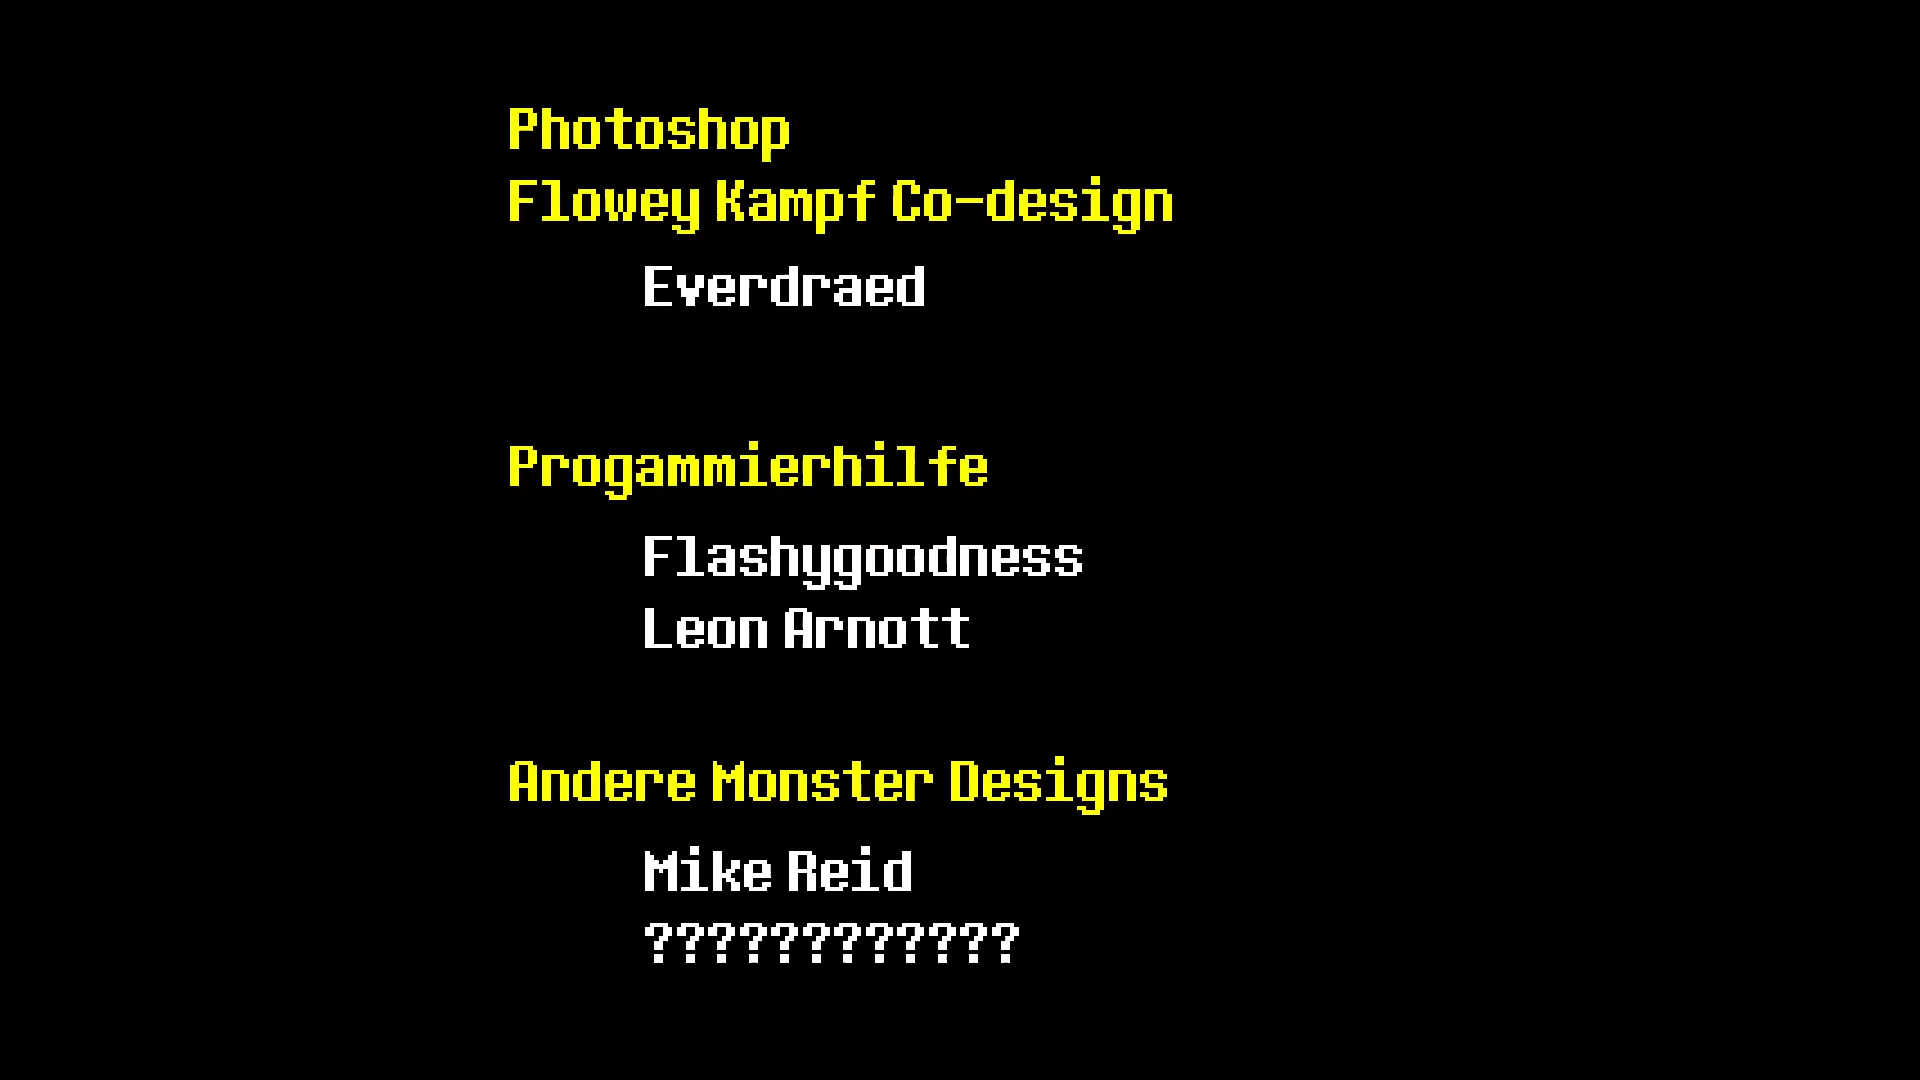 Photoshop
Flowey Kampf Co-design
Everdraed
Progammierhilfe
Flashygoodness
Leon Arnott
Andere Monster Designs
Mike Reid
????????????